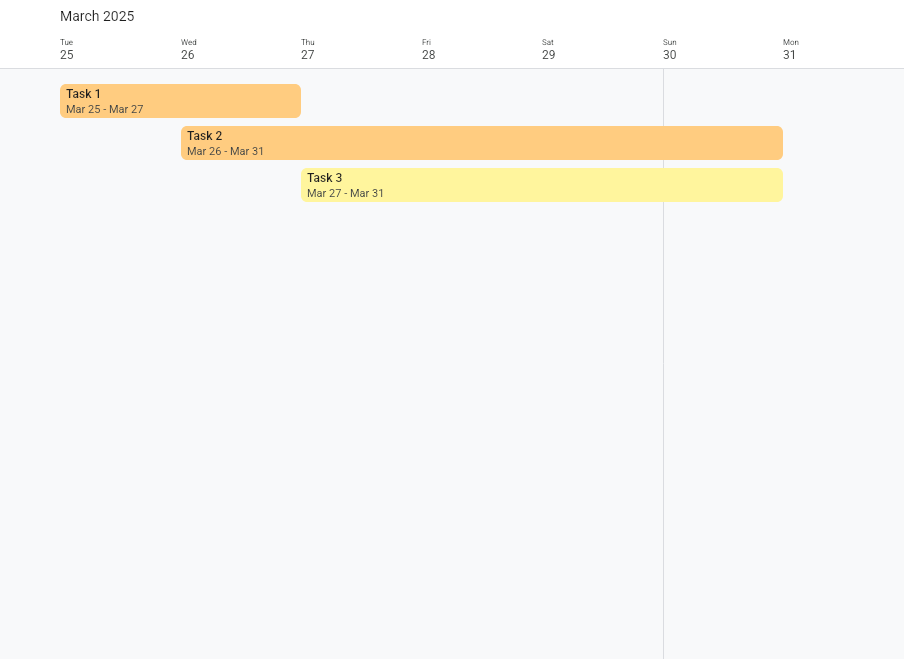 March 2025
Tue Wed Thu Fri Sat Sun Mon
25 26 27 28 29 30 31
Task 1
Mar 25 - Mar 27
Task 2
Mar 26 - Mar 31
Task 3
Mar 27 - Mar 31